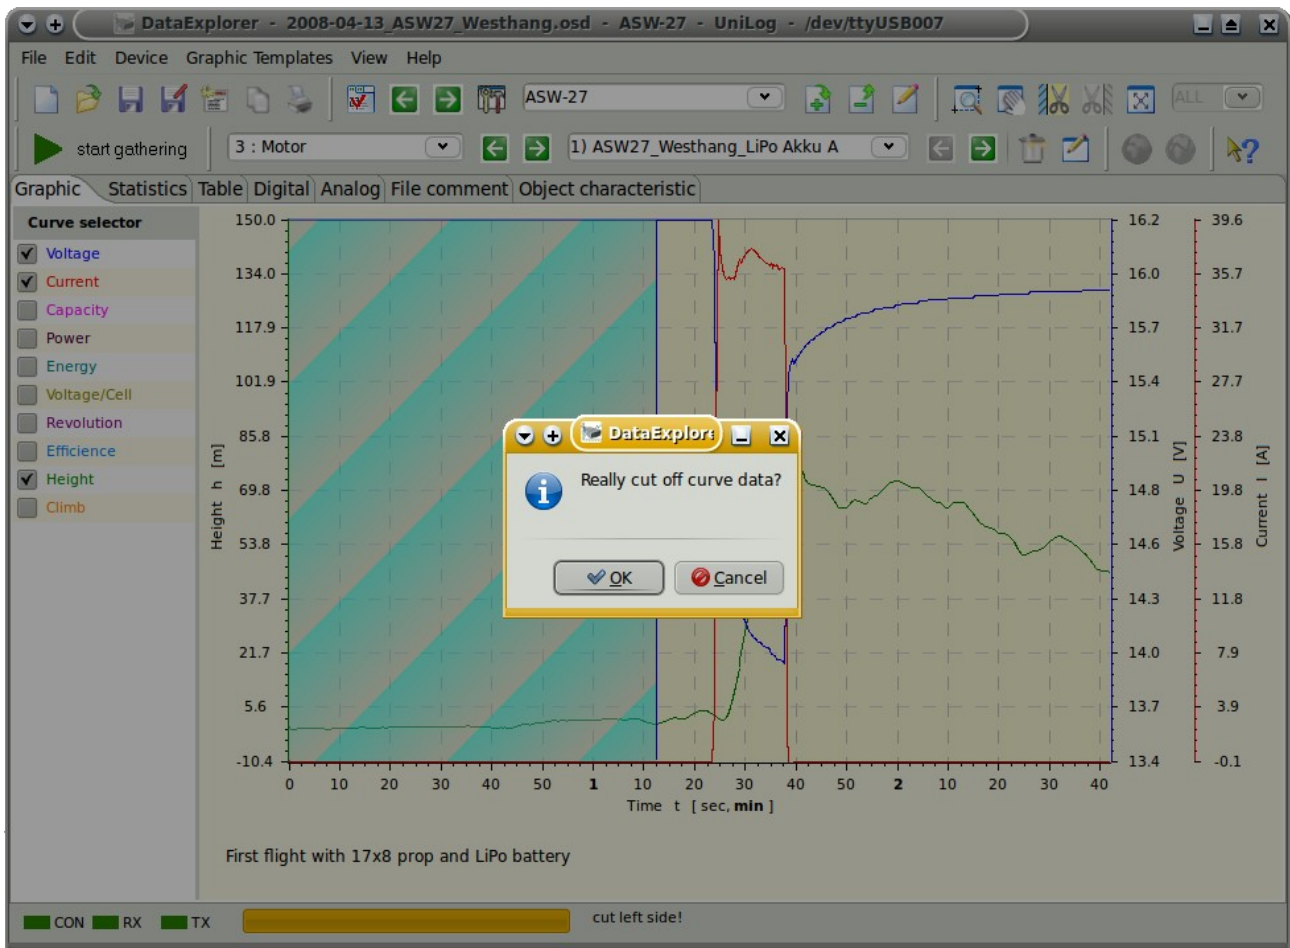 DataExplorer - 2008-04-13_ASW27_Westhang.osd - ASW-27 - UniLog - /dev/ttyUSB007
File Edit Device Graphic Templates View Help
ASW-27
ALL
start gathering
3 : Motor
1) ASW27_Westhang_LiPo Akku A
Graphic Statistics Table Digital Analog File comment Object characteristic
Curve selector
Voltage
Current
Capacity
Power
Energy
Voltage/Cell
Revolution
Efficience
Height
Climb
Height h [m]
150.0
134.0
117.9
101.9
85.8
69.8
53.8
37.7
21.7
5.6
-10.4
DataExplore
Really cut off curve data?
OK
Cancel
16.2
16.0
15.7
15.4
15.1
14.8
14.6
14.3
14.0
13.7
13.4
Voltage U [V]
39.6
35.7
31.7
27.7
23.8
19.8
15.8
11.8
7.9
3.9
-0.1
Current I [A]
0 10 20 30 40 50 1 10 20 30 40 50 2 10 20 30 40
Time t [ sec, min ]
First flight with 17x8 prop and LiPo battery
CON RX TX
cut left side!